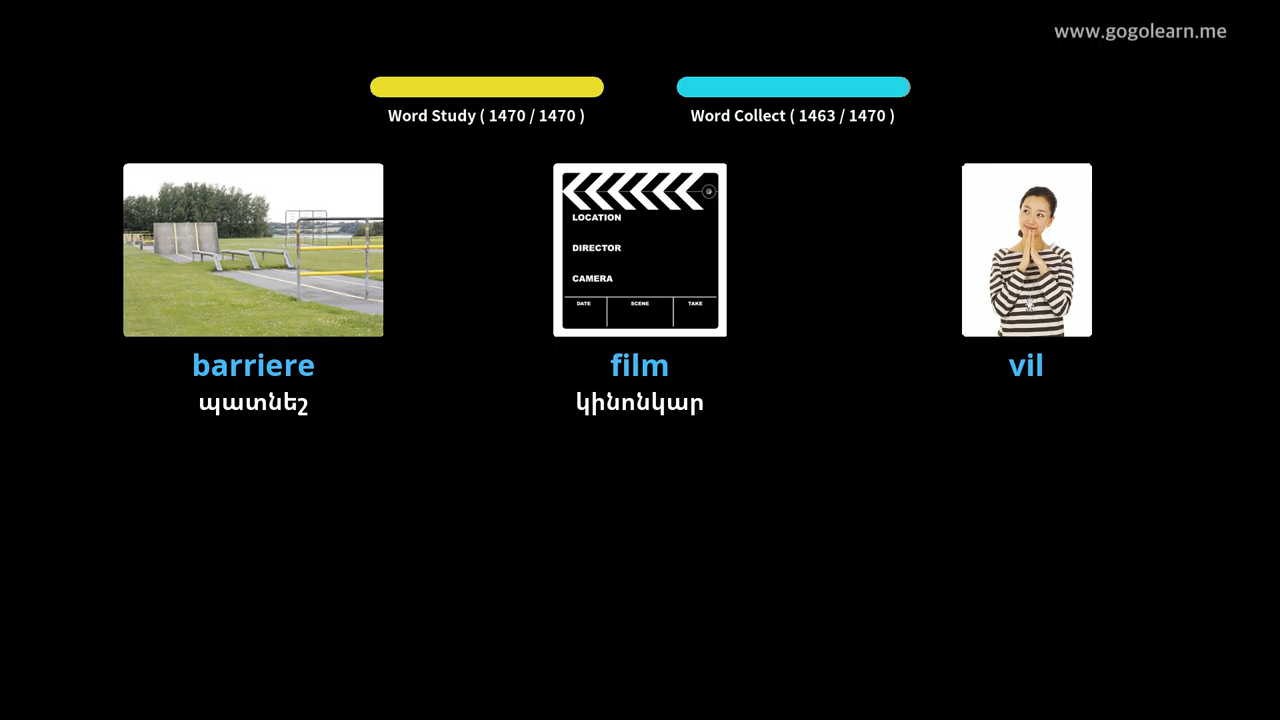 www.gogolearn.me
Word Study ( 1470 / 1470 )
Word Collect ( 1463 / 1470 )
LOCATION
DIRECTOR
CAMERA
DATE SCENE TAKE
barriere
film
vil
պատնեշ
կինոնկար